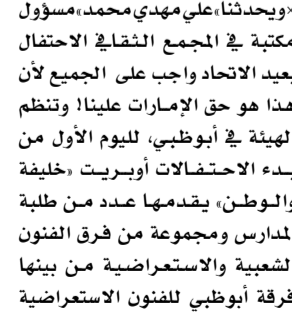 «ويحدثنا» علي مهدي محمد» مسؤول
مكتبة في المجمع الثقافي الاحتفال
بعيد الاتحاد واجب على الجميع لأن
هذا هو حق الإمارات علينا! وتنظم
الهيئة في أبوظبي، لليوم الأول من
بدء الاحتفالات أوبريت «خليفة
والوطن» يقدمها عدد من طلبة
المدارس ومجموعة من فرق الفنون
الشعبية والاستعراضية من بينها
فرقة أبوظبي للفنون الاستعراضية